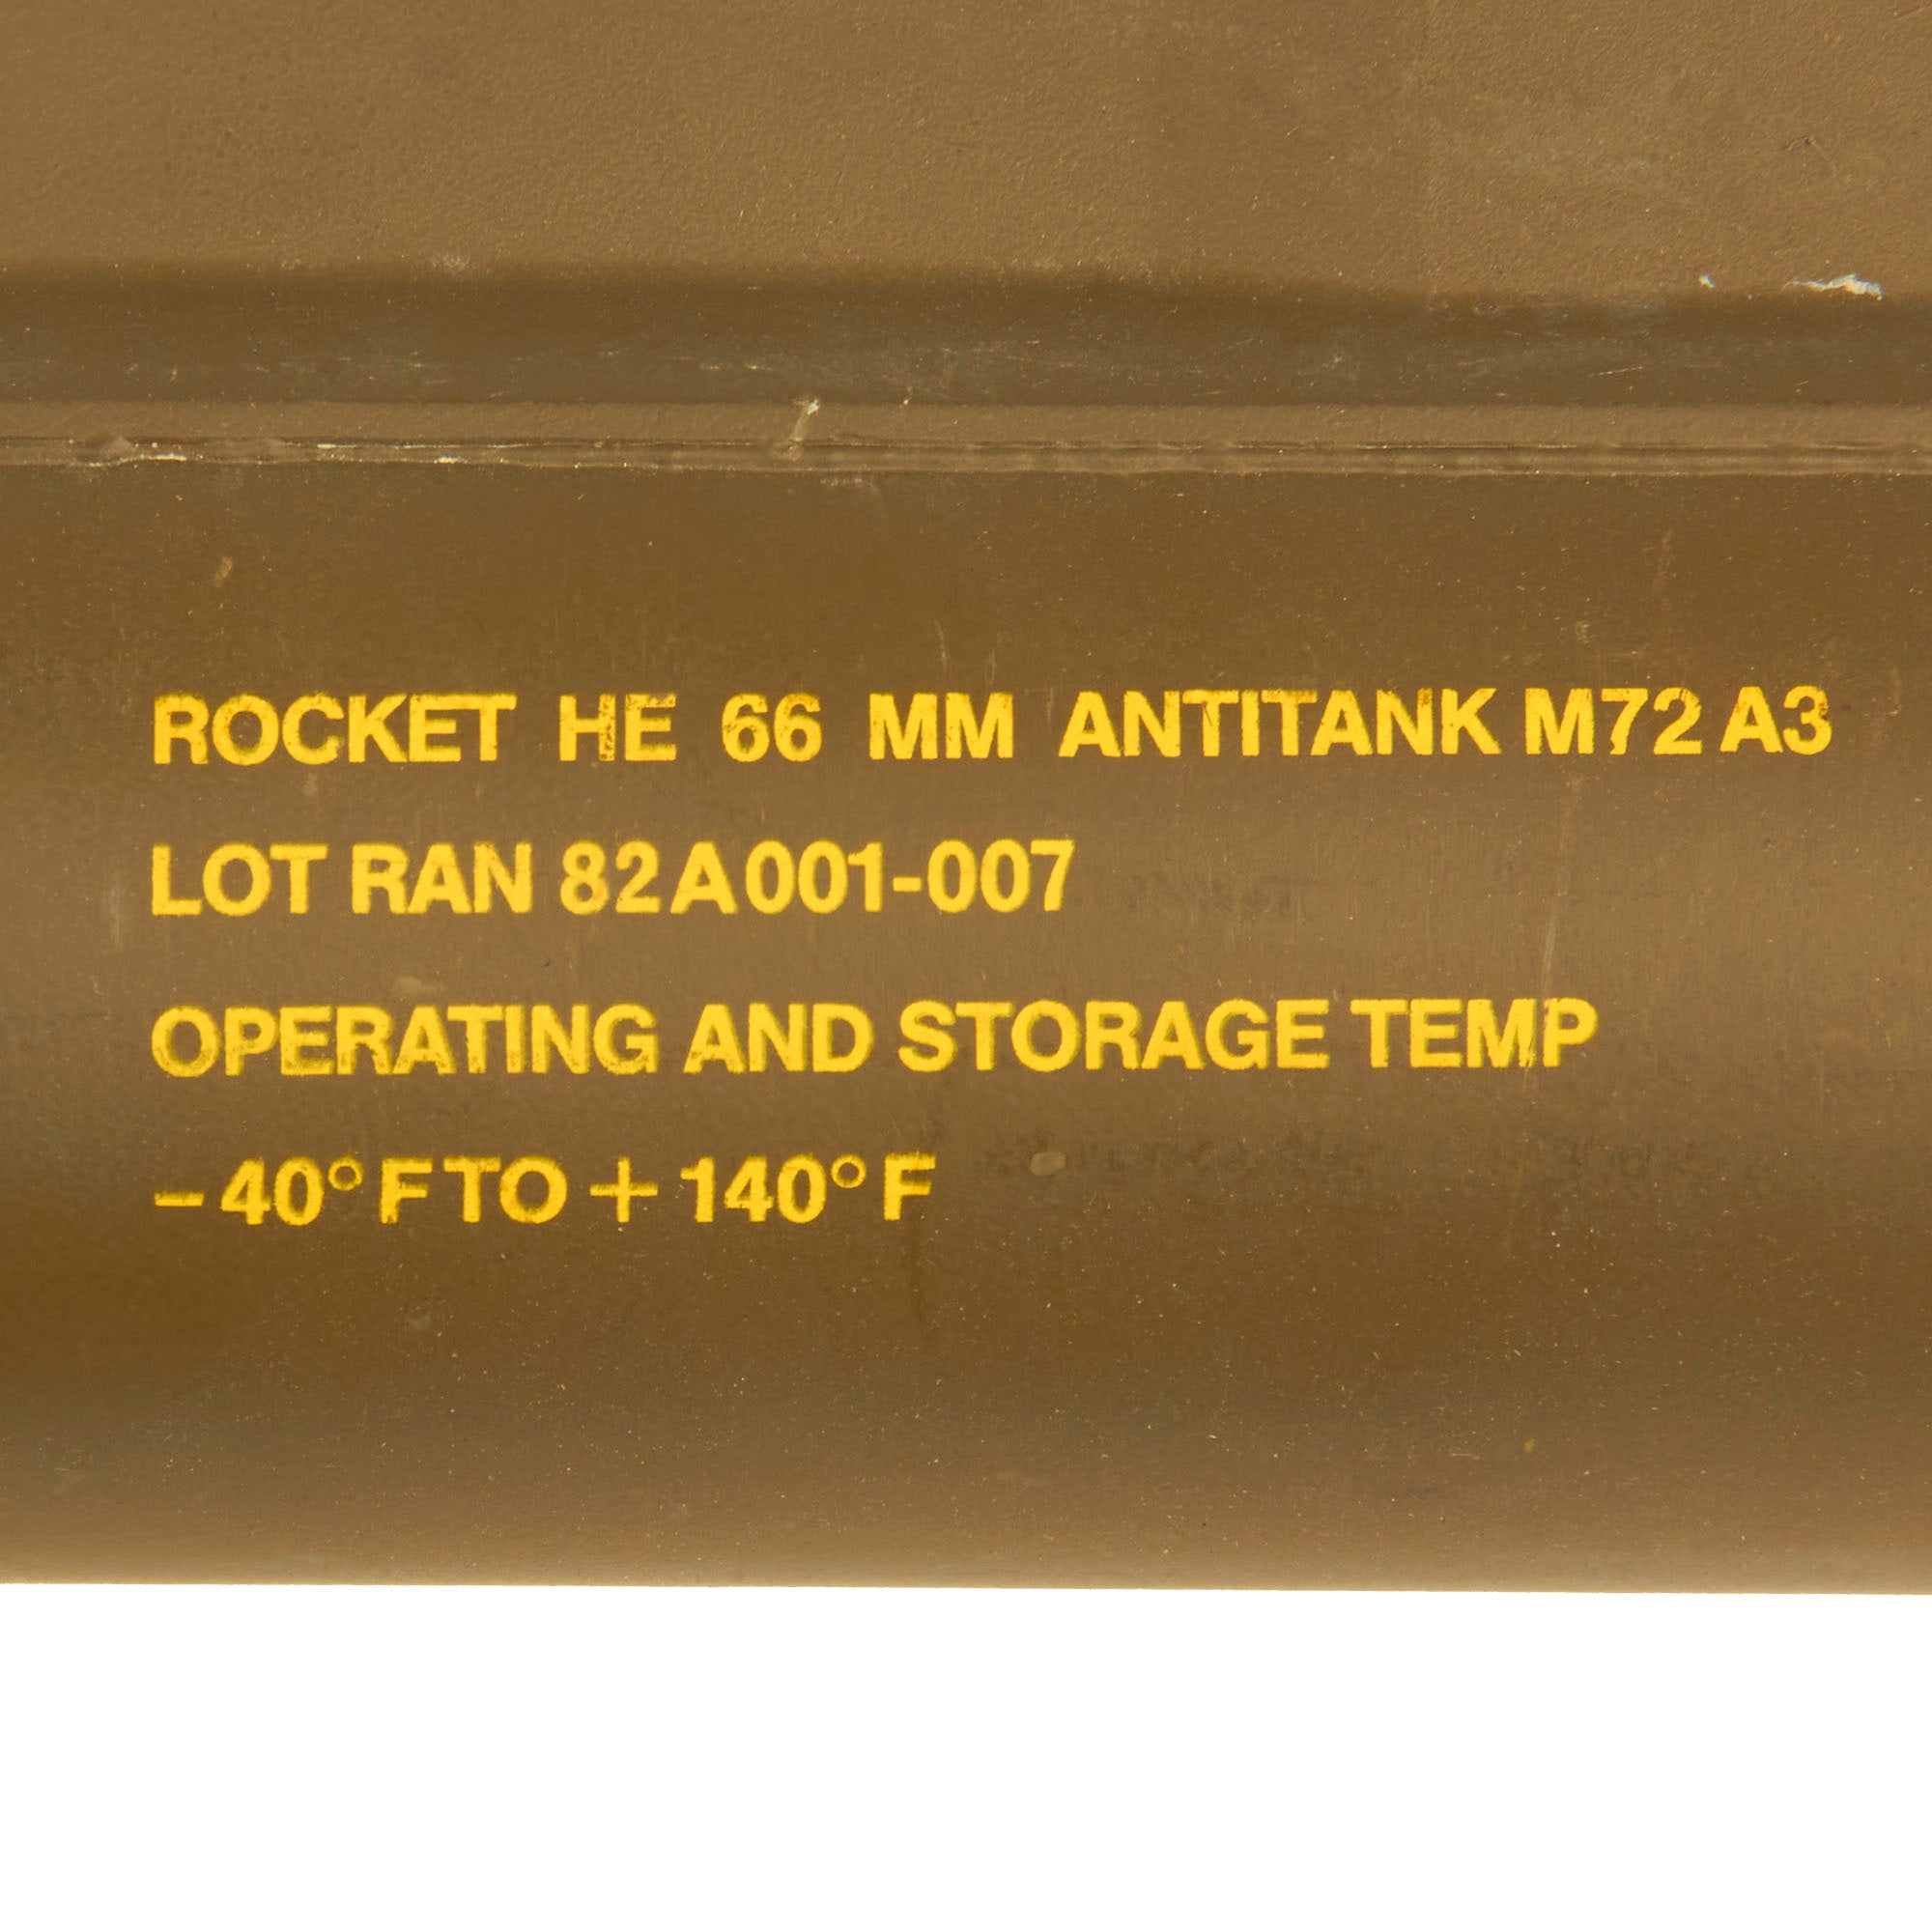 ROCKET HE 66 MM ANTITANK M72 A3
LOT RAN 82A001-007
OPERATING AND STORAGE TEMP
-40°F TO +140°F